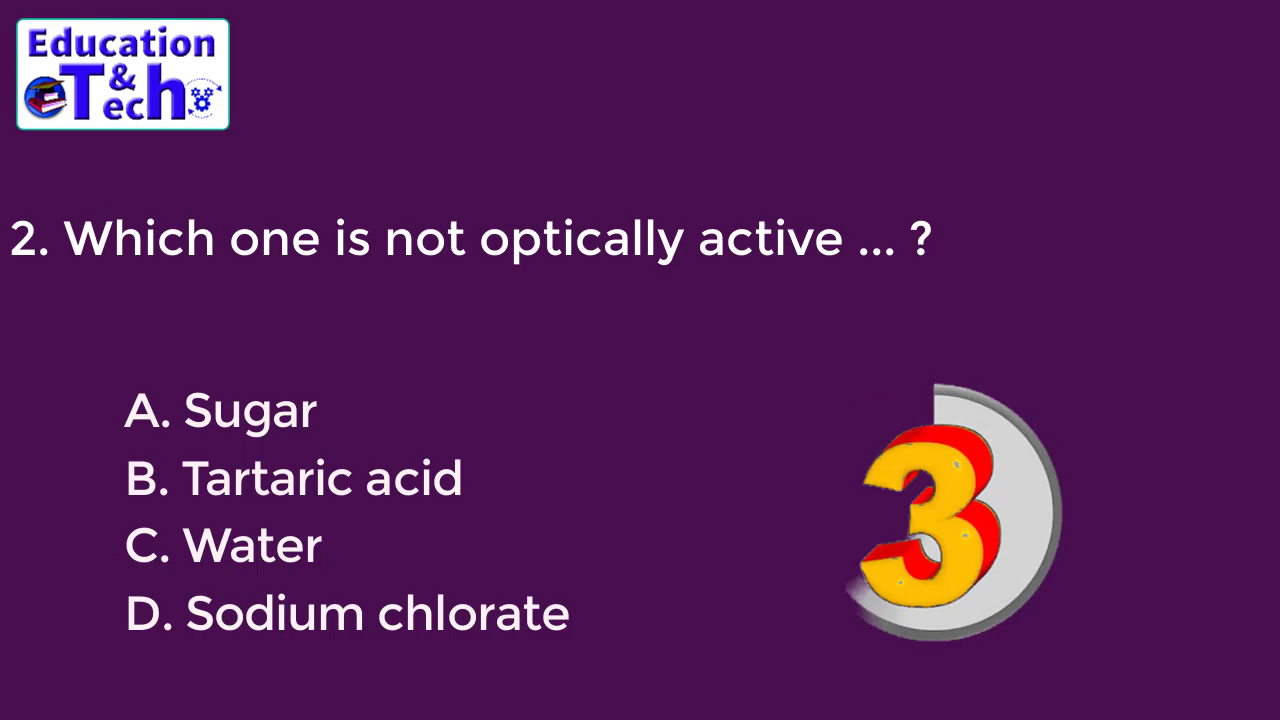 Education
&
Tech
2. Which one is not optically active ... ?
A. Sugar
B. Tartaric acid
C. Water
D. Sodium chlorate
3